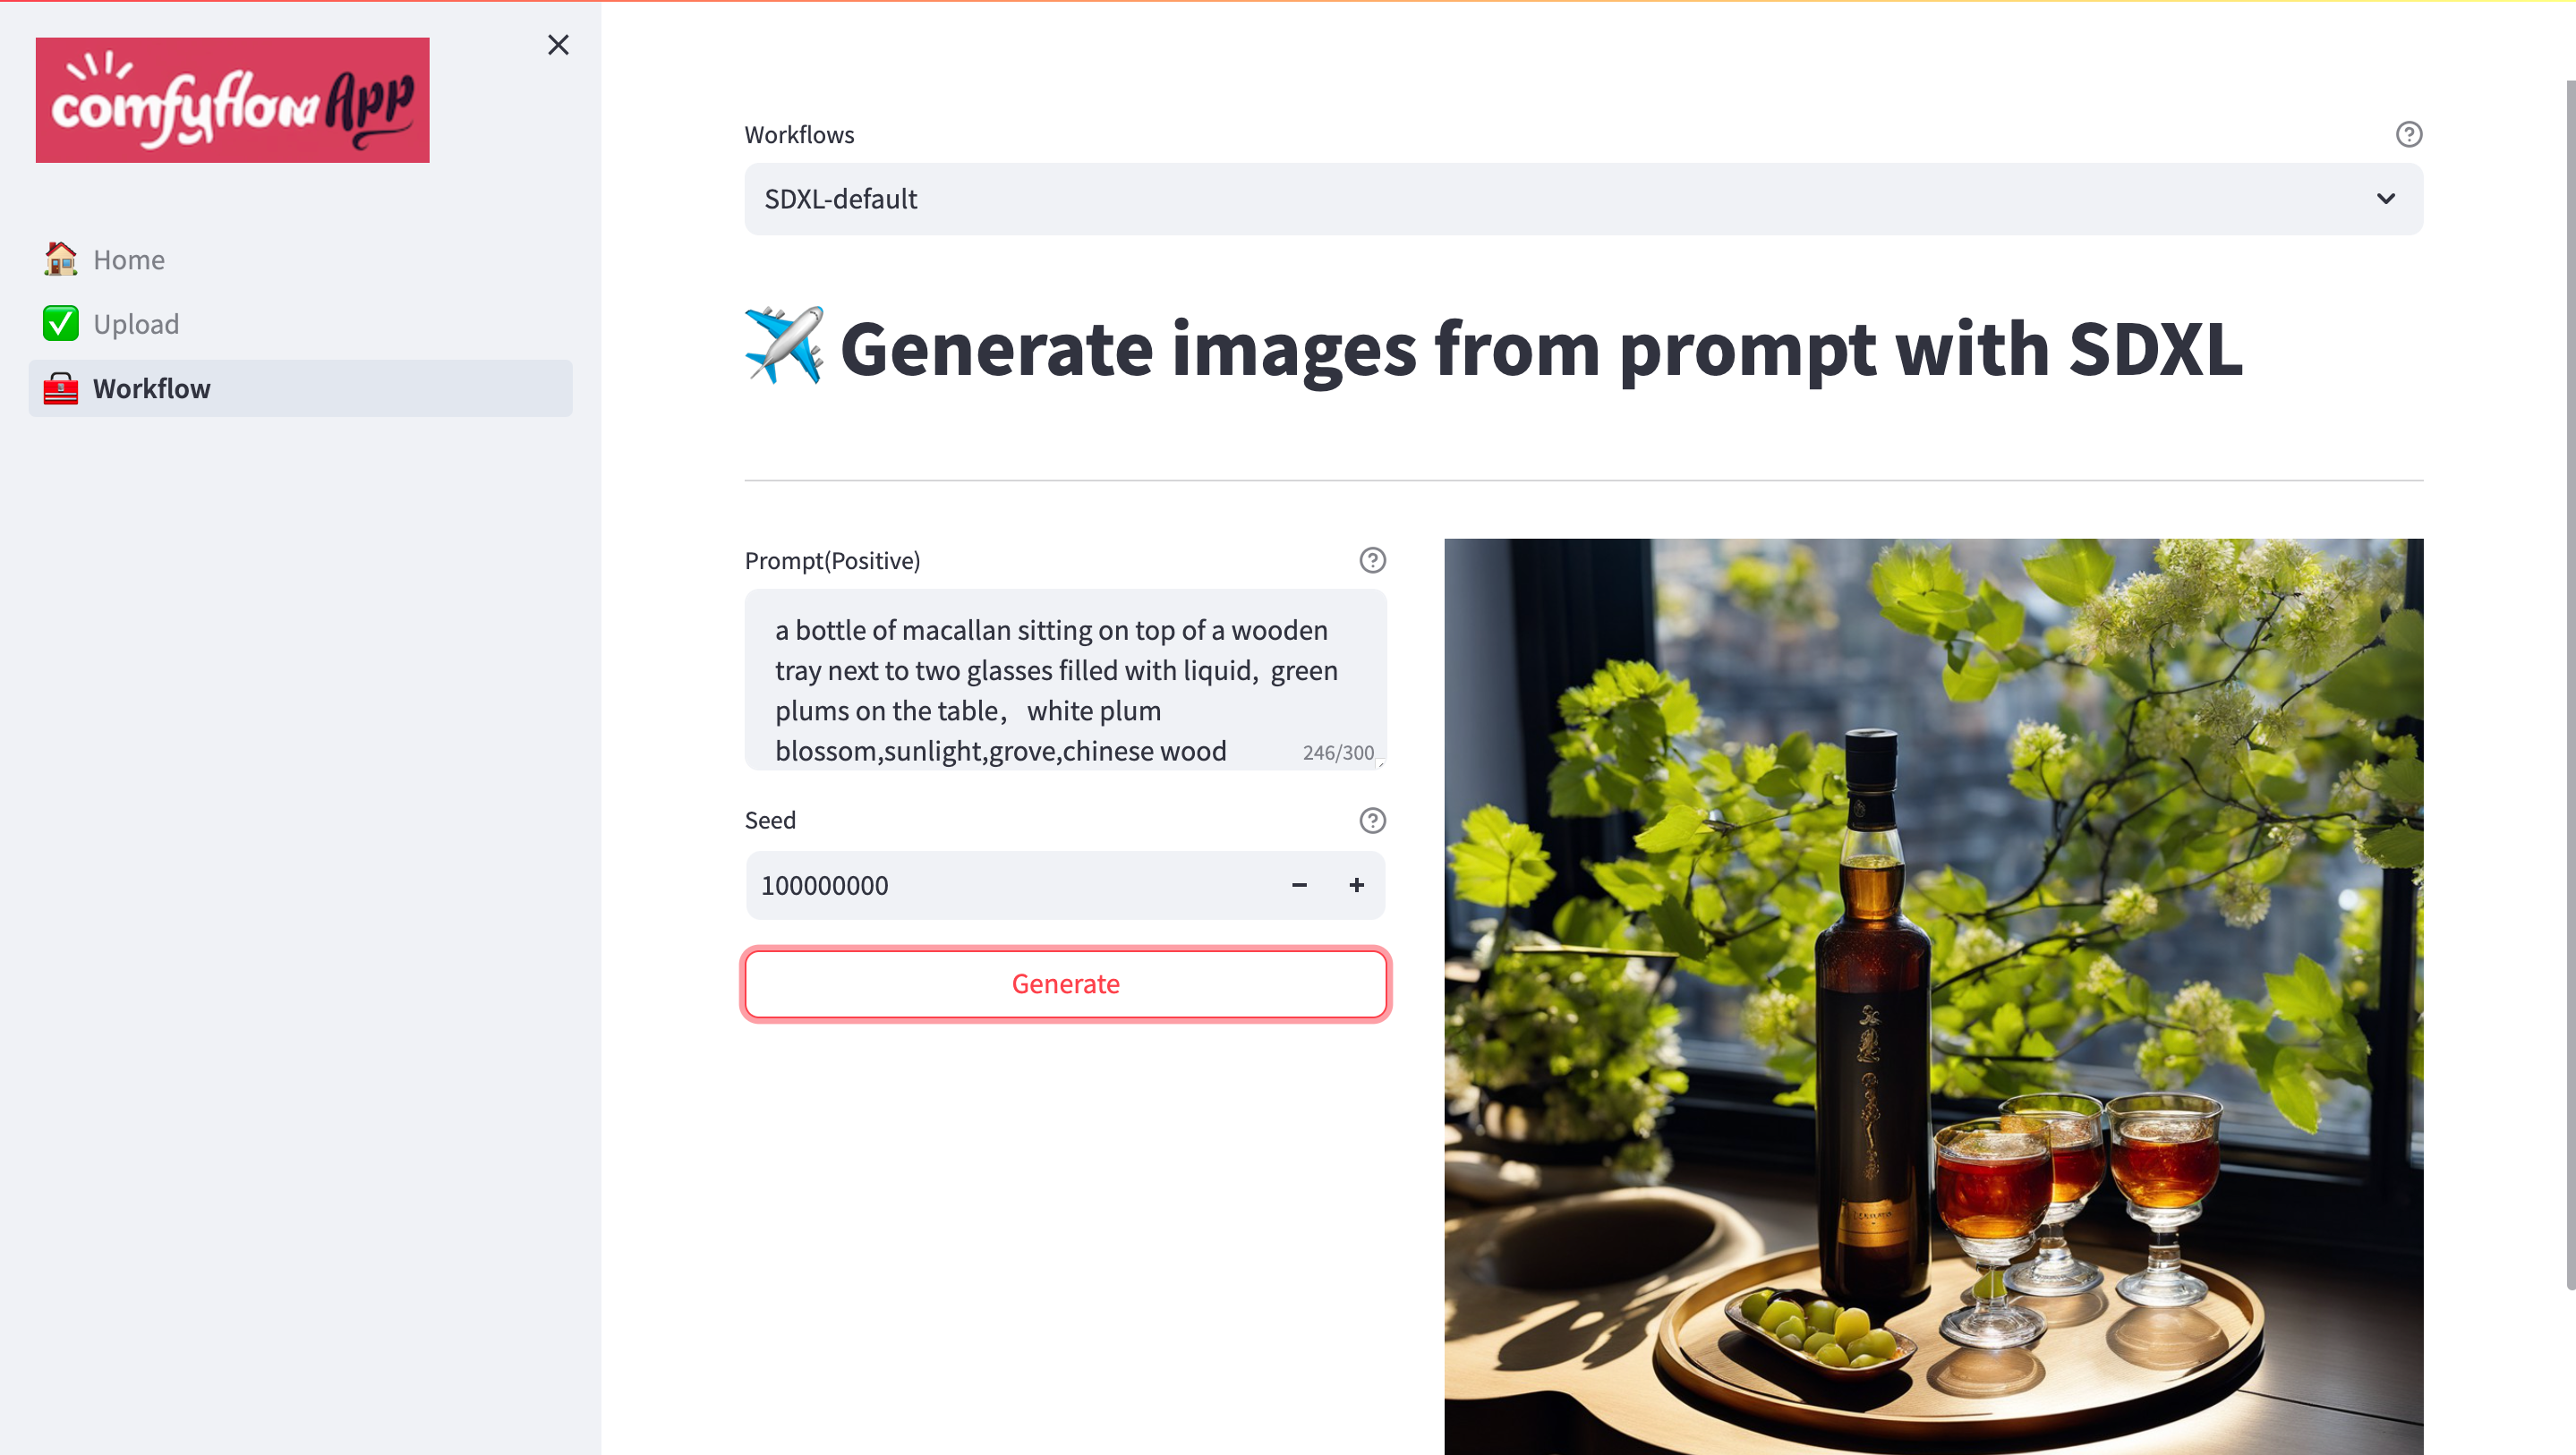 comfyflow App
Home
Upload
Workflow
Workflows
SDXL-default
Generate images from prompt with SDXL
Prompt(Positive)
a bottle of macallan sitting on top of a wooden
tray next to two glasses filled with liquid,  green
plums on the table，  white plum
blossom,sunlight,grove,chinese wood
246/300
Seed
100000000
Generate